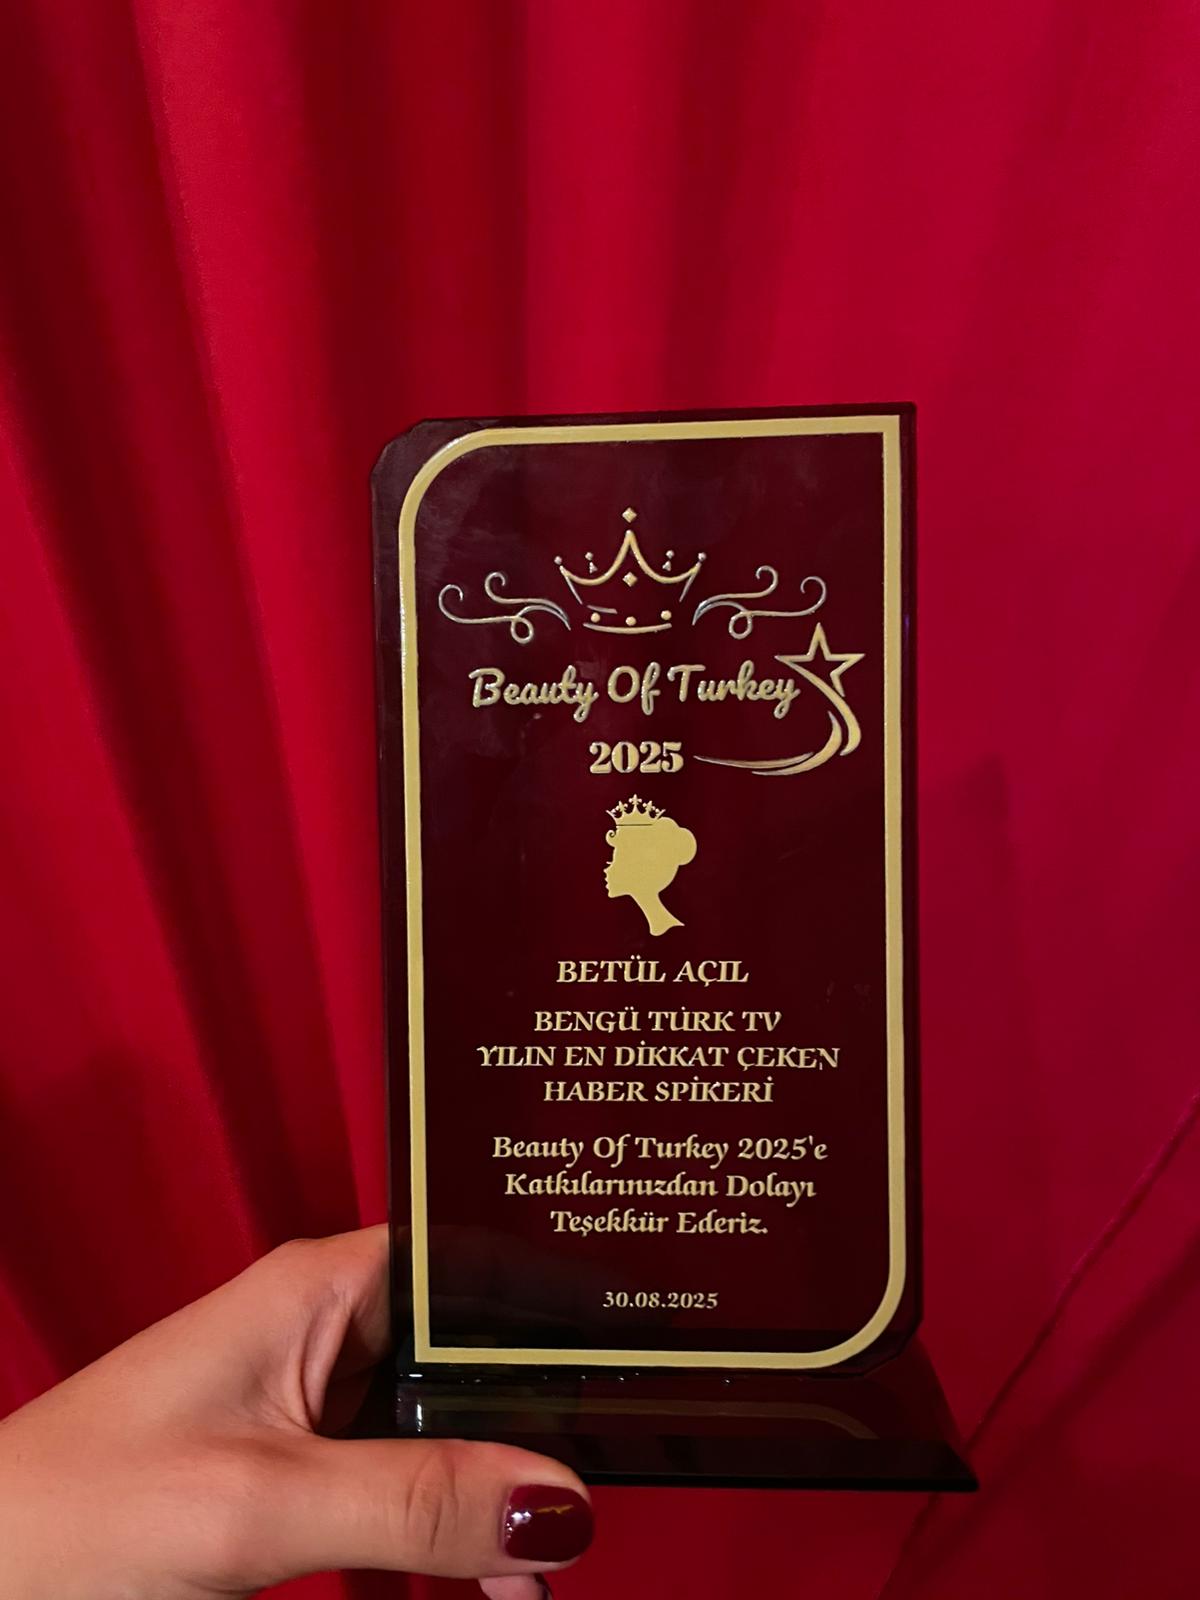 Beauty Of Turkey
2025
BETÜL AÇIL
BENGÜ TÜRK TV
YILIN EN DİKKAT ÇEKEN
HABER SPİKERİ
Beauty Of Turkey 2025'e
Katkılarınızdan Dolayı
Teşekkür Ederiz.
30.08.2025